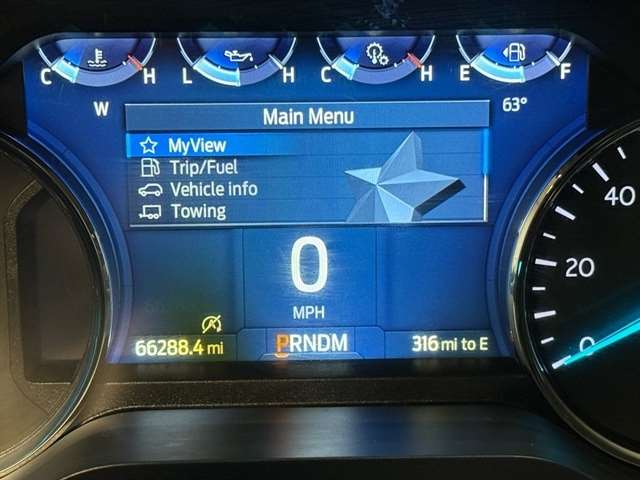 C H L H C H E F
W 63°
Main Menu
MyView
Trip/Fuel
Vehicle info
Towing
40
20
0
0
MPH
66288.4 mi PRNDM 316 mi to E